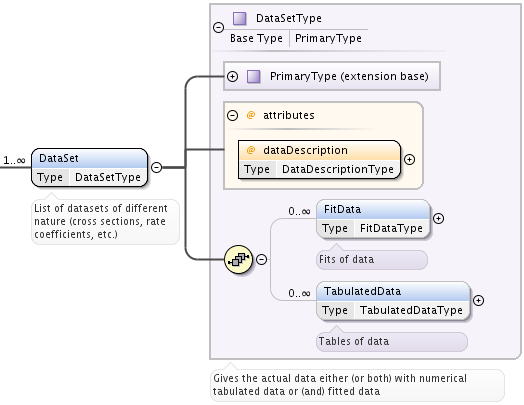 DataSetType
Base Type PrimaryType
PrimaryType (extension base)
@ attributes
@ dataDescription
Type DataDescriptionType
1..∞
DataSet
Type DataSetType
List of datasets of different
nature (cross sections, rate
coefficients, etc.)
0..∞
FitData
Type FitDataType
Fits of data
0..∞
TabulatedData
Type TabulatedDataType
Tables of data
Gives the actual data either (or both) with numerical
tabulated data or (and) fitted data